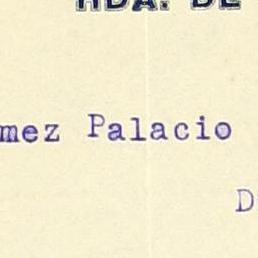 HDA. DE
mez Palacio
D